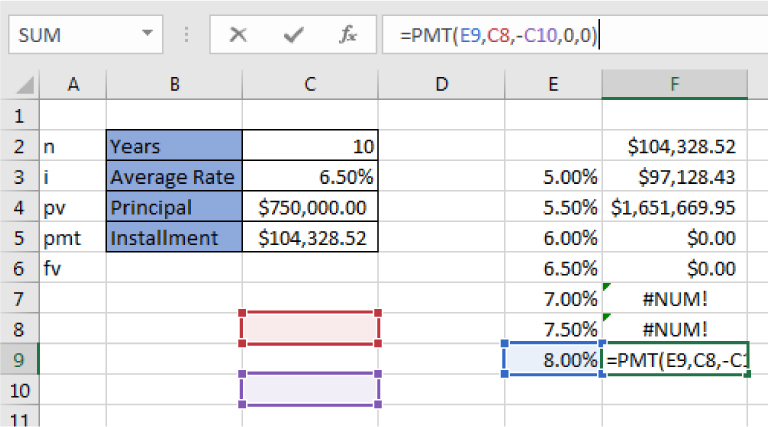 SUM =PMT(E9,C8,-C10,0,0)
A B C D E F
1
2 n Years 10 $104,328.52
3 i Average Rate 6.50% 5.00% $97,128.43
4 pv Principal $750,000.00 5.50% $1,651,669.95
5 pmt Installment $104,328.52 6.00% $0.00
6 fv 6.50% $0.00
7 7.00% #NUM!
8 7.50% #NUM!
9 8.00% =PMT(E9,C8,-C1
10
11